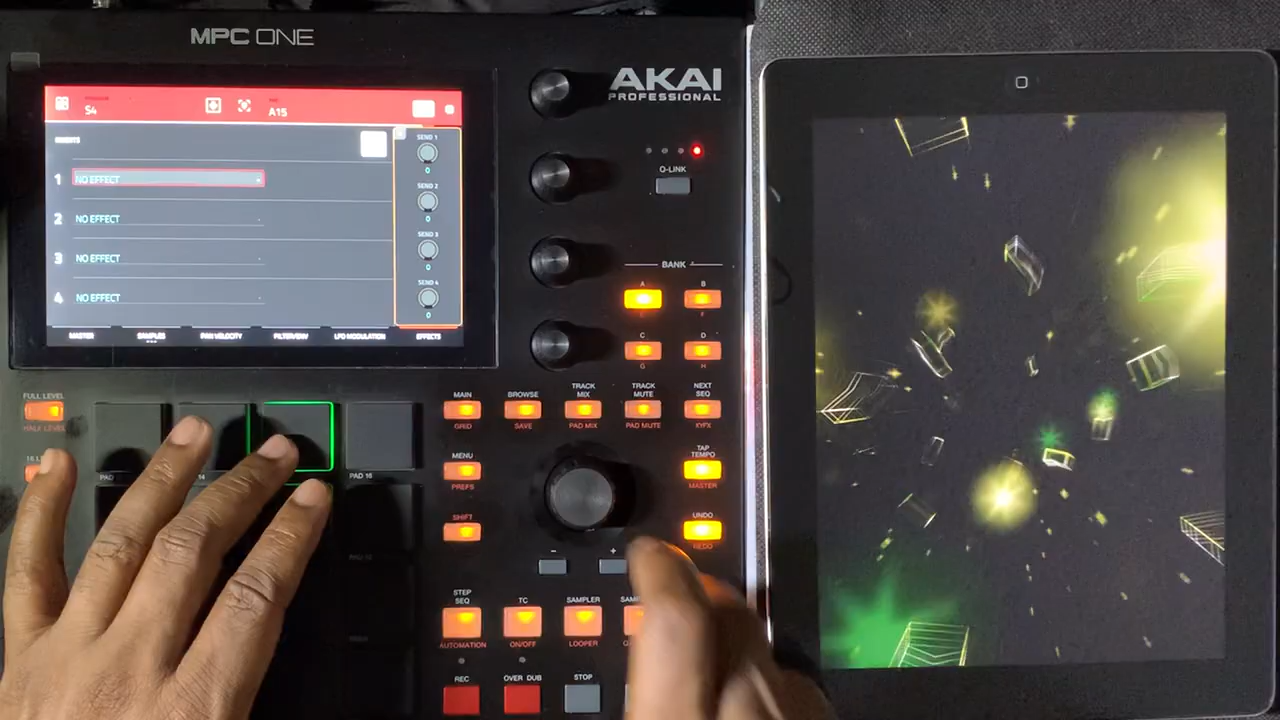 MPC ONE
AKAI
PROFESSIONAL
S4
A15
INSERTS
1 NO EFFECT
2 NO EFFECT
3 NO EFFECT
4 NO EFFECT
SEND 1
0
SEND 2
0
SEND 3
0
SEND 4
0
MASTER SAMPLES PAN VELOCITY FILTER/ENV LFO MODULATION EFFECTS
Q-LINK
BANK
A B
E F
C D
G H
FULL LEVEL
HALF LEVEL
MAIN
GRID
BROWSE
SAVE
TRACK MIX
PAD MIX
TRACK MUTE
PAD MUTE
NEXT SEQ
XYFX
MENU
PREFS
TAP TEMPO
MASTER
SHIFT
UNDO
REDO
− +
PAD
14
PAD 16
STEP SEQ
AUTOMATION
TC
ON/OFF
SAMPLER
LOOPER
REC
OVER DUB
STOP